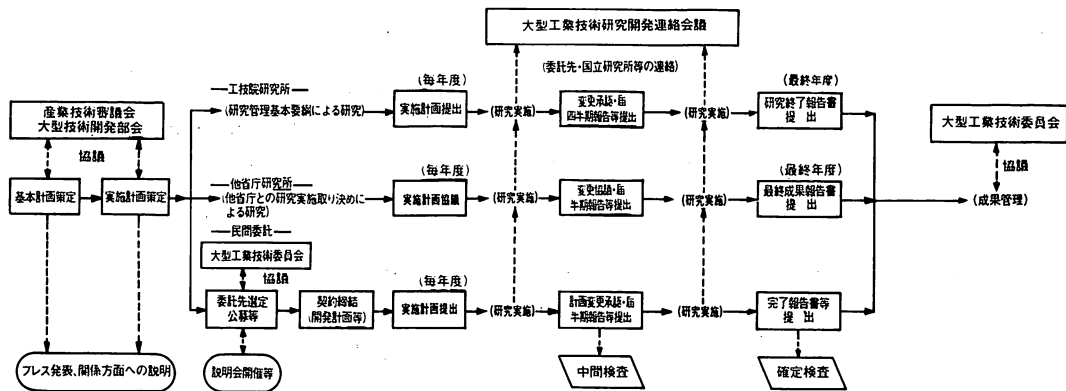 大型工業技術研究開発連絡会議
(委託先・国立研究所等の連絡)
産業技術審議会
大型技術開発部会
協議
基本計画策定
実施計画策定
プレス発表、関係方面への説明
―工技院研究所―
(研究管理基本要綱による研究)
(毎年度)
実施計画提出
(研究実施)
変更承認・届
四半期報告等提出
(研究実施)
(最終年度)
研究終了報告書
提出
―他省庁研究所―
(他省庁との研究実施取り決めに
よる研究)
(毎年度)
実施計画協議
(研究実施)
変更協議・届
半期報告等提出
(研究実施)
(最終年度)
最終成果報告書
提出
―民間委託―
大型工業技術委員会
協議
委託先選定
公募等
説明会開催等
契約締結
(開発計画等)
(毎年度)
実施計画提出
(研究実施)
計画変更承認・届
半期報告等提出
中間検査
(研究実施)
完了報告書等
提出
確定検査
大型工業技術委員会
協議
(成果管理)